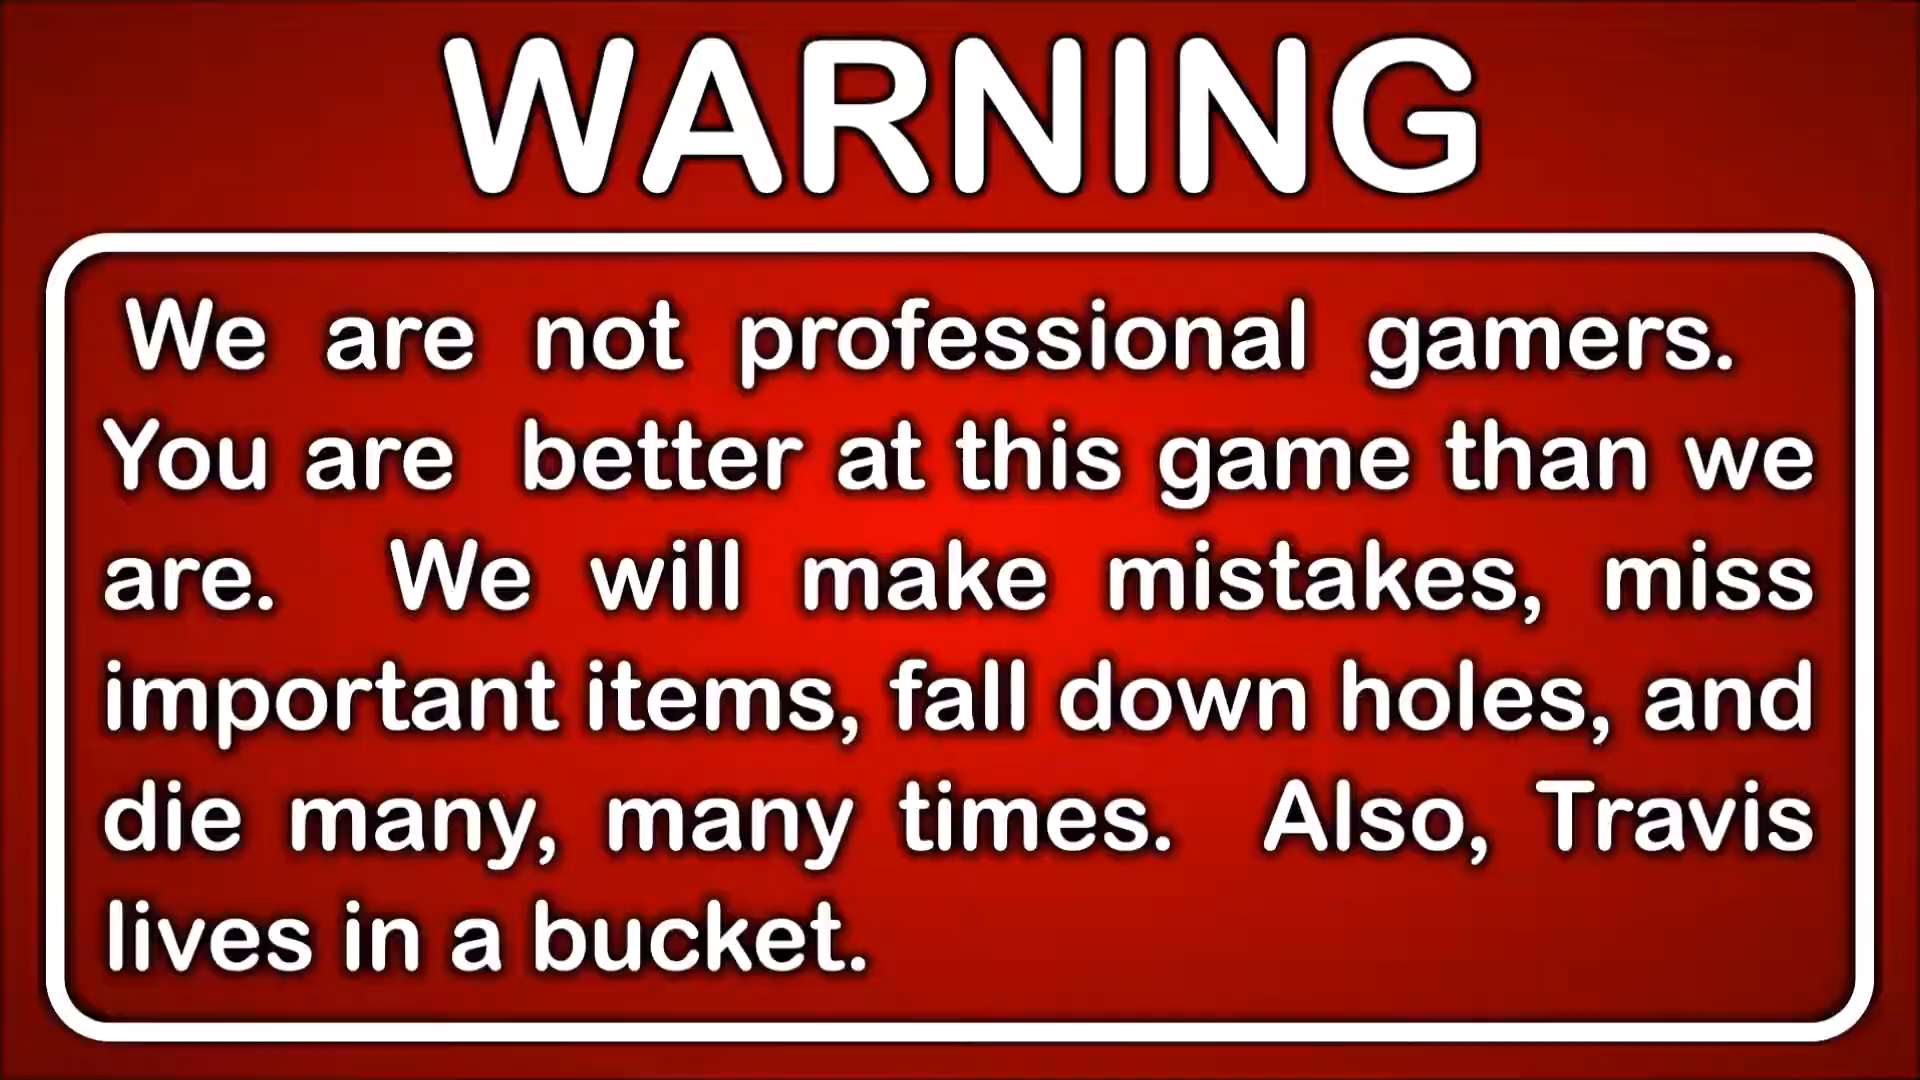 WARNING
We are not professional gamers.
You are better at this game than we
are. We will make mistakes, miss
important items, fall down holes, and
die many, many times. Also, Travis
lives in a bucket.